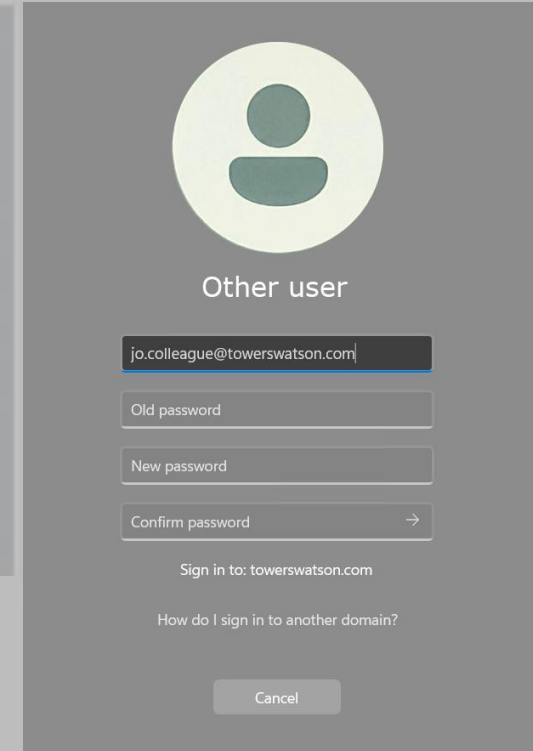 Other user
jo.colleague@towerswatson.com
Old password
New password
Confirm password
Sign in to: towerswatson.com
How do I sign in to another domain?
Cancel